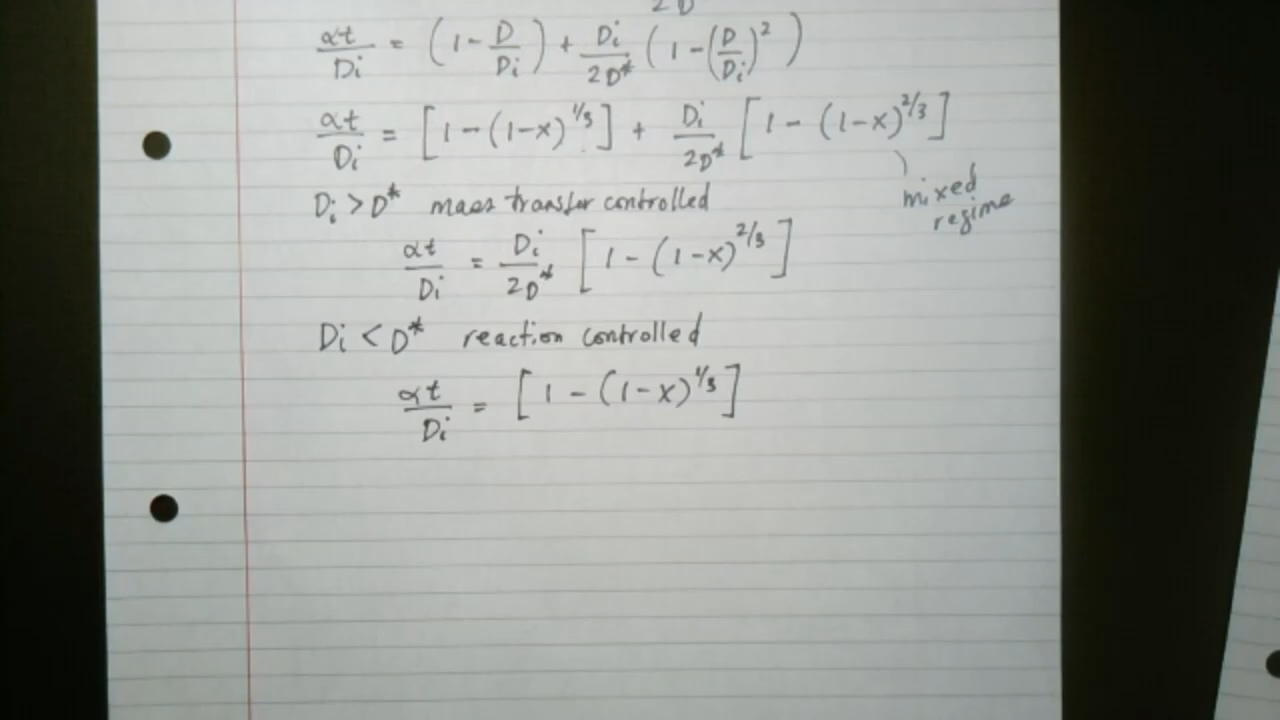 2D
αt/Di = (1 - D/Di) + Di/2D* (1 - (D/Di)²)
αt/Di = [1 - (1-x)^1/3] + Di/2D* [1 - (1-x)^2/3]
mixed
regime
Di > D* mass transfer controlled
αt/Di = Di/2D* [1 - (1-x)^2/3]
Di < D* reaction controlled
αt/Di = [1 - (1-x)^1/3]